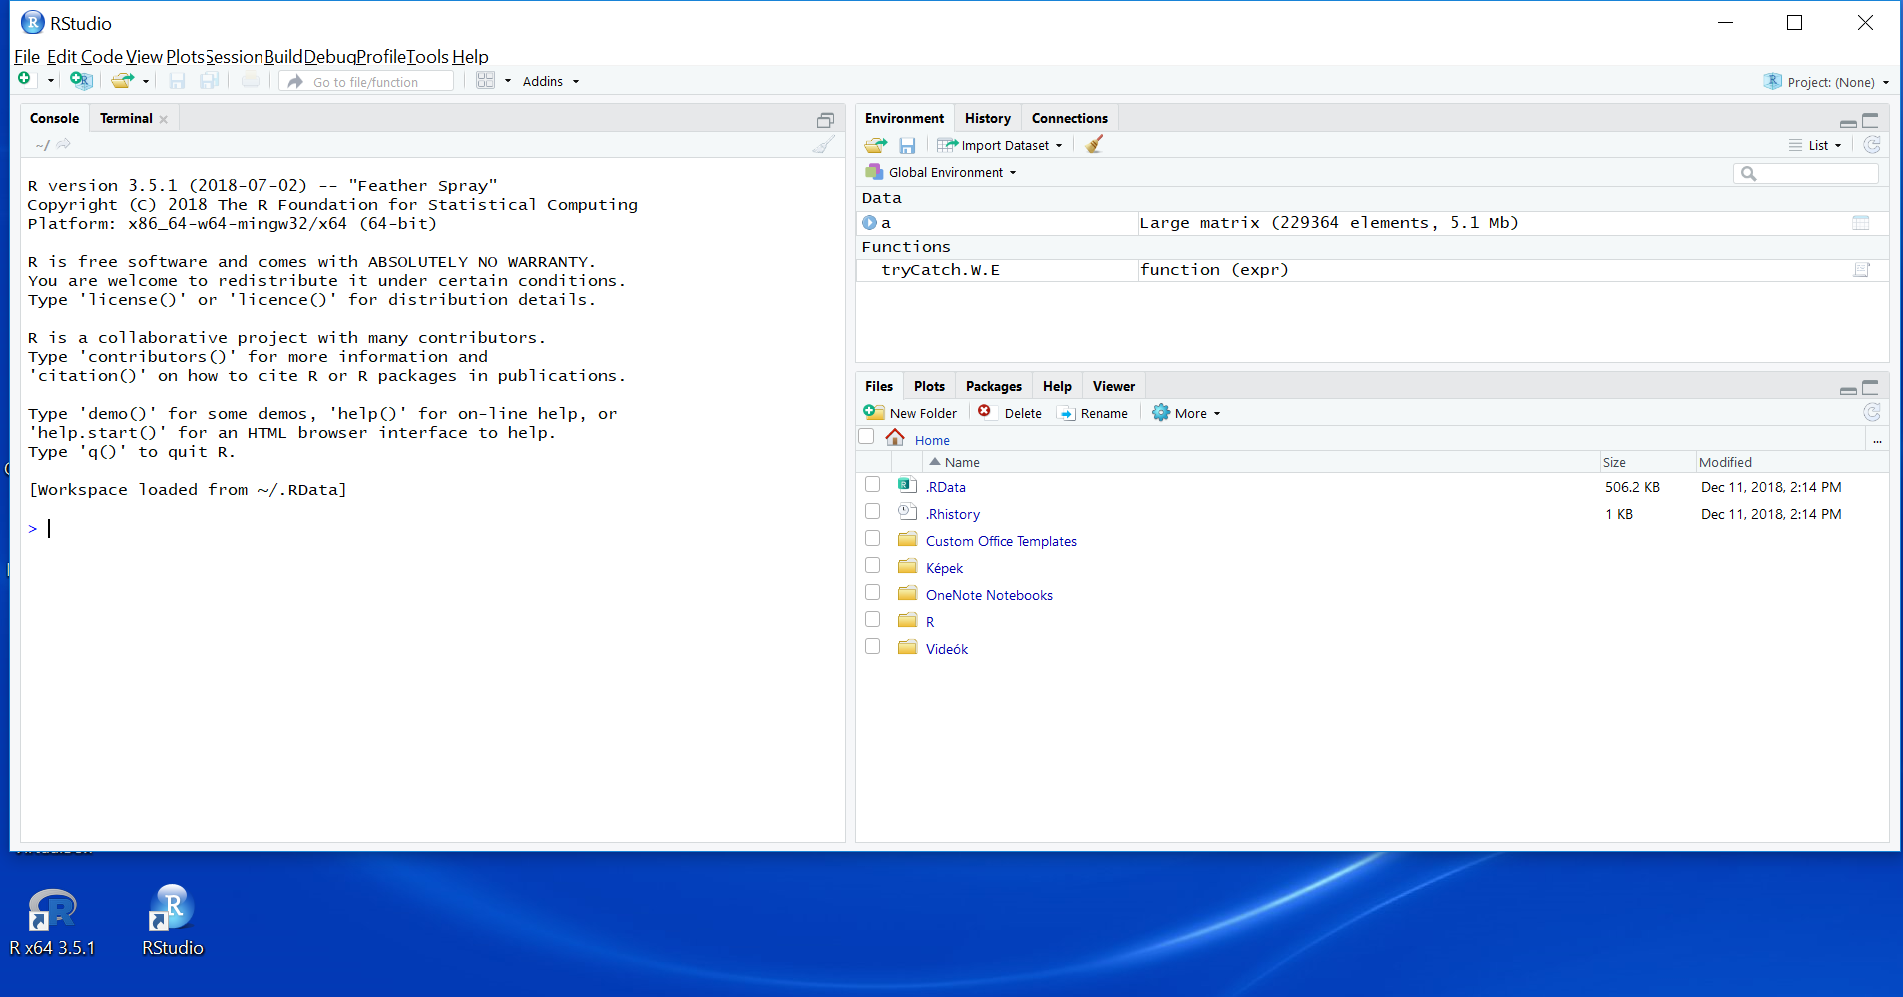 RStudio
File Edit Code View Plots Session Build Debug Profile Tools Help
Go to file/function Addins Project: (None)
Console Terminal
~/
R version 3.5.1 (2018-07-02) -- "Feather Spray"
Copyright (C) 2018 The R Foundation for Statistical Computing
Platform: x86_64-w64-mingw32/x64 (64-bit)
R is free software and comes with ABSOLUTELY NO WARRANTY.
You are welcome to redistribute it under certain conditions.
Type 'license()' or 'licence()' for distribution details.
R is a collaborative project with many contributors.
Type 'contributors()' for more information and
'citation()' on how to cite R or R packages in publications.
Type 'demo()' for some demos, 'help()' for on-line help, or
'help.start()' for an HTML browser interface to help.
Type 'q()' to quit R.
[Workspace loaded from ~/.RData]
>
Environment History Connections
Import Dataset List
Global Environment
Data
a Large matrix (229364 elements, 5.1 Mb)
Functions
tryCatch.W.E function (expr)
Files Plots Packages Help Viewer
New Folder Delete Rename More
Home ...
Name Size Modified
.RData 506.2 KB Dec 11, 2018, 2:14 PM
.Rhistory 1 KB Dec 11, 2018, 2:14 PM
Custom Office Templates
Képek
OneNote Notebooks
R
Videók
R x64 3.5.1 RStudio